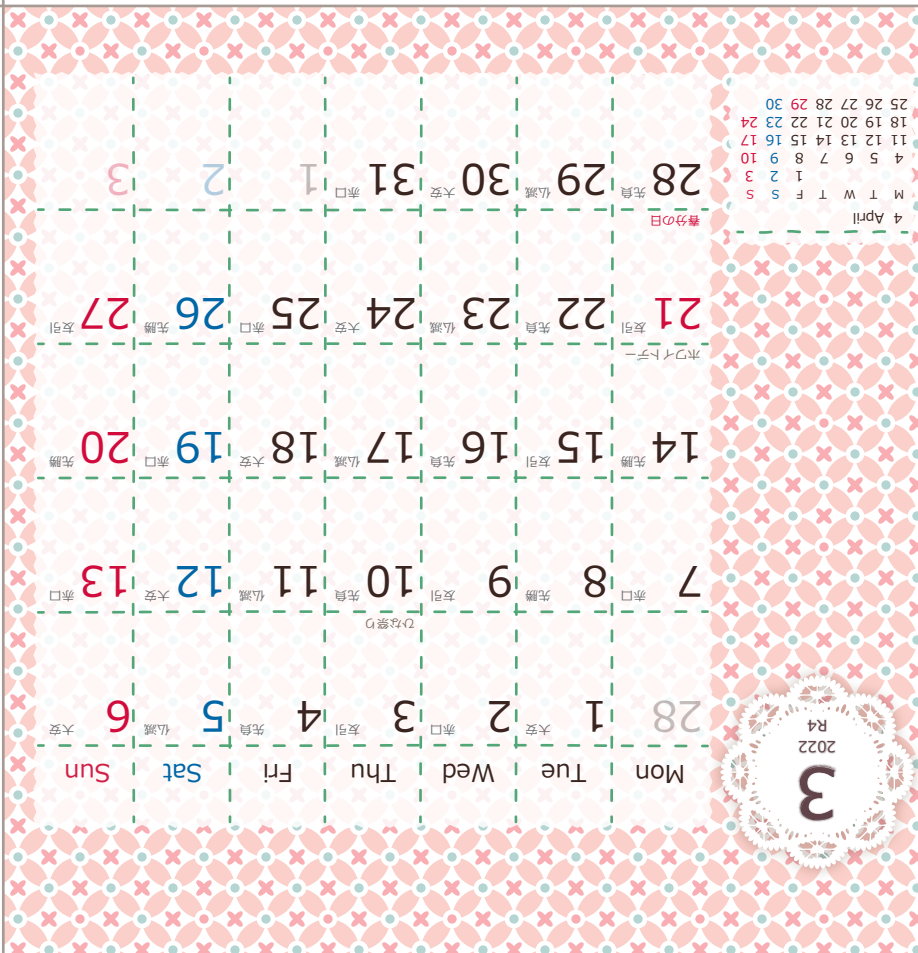 3
2022
R4
Mon Tue Wed Thu Fri Sat Sun
28 1 大安 2 赤口 3 友引 4 先負 5 仏滅 6 大安
ひな祭り
7 赤口 8 先勝 9 友引 10 先負 11 仏滅 12 大安 13 赤口
14 先勝 15 友引 16 先負 17 仏滅 18 大安 19 赤口 20 先勝
ホワイトデー
21 友引 22 先負 23 仏滅 24 大安 25 赤口 26 先勝 27 友引
春分の日
28 先負 29 仏滅 30 大安 31 赤口 1 2 3
4 April
M T W T F S S
1 2 3
4 5 6 7 8 9 10
11 12 13 14 15 16 17
18 19 20 21 22 23 24
25 26 27 28 29 30